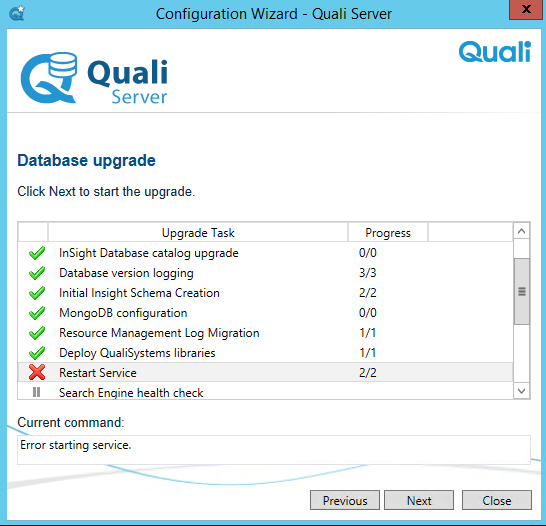 Configuration Wizard - Quali Server
x
Quali
Server
Quali
Database upgrade
Click Next to start the upgrade.
Upgrade Task Progress
InSight Database catalog upgrade 0/0
Database version logging 3/3
Initial Insight Schema Creation 2/2
MongoDB configuration 0/0
Resource Management Log Migration 1/1
Deploy QualiSystems libraries 1/1
Restart Service 2/2
Search Engine health check
Current command:
Error starting service.
Previous Next Close